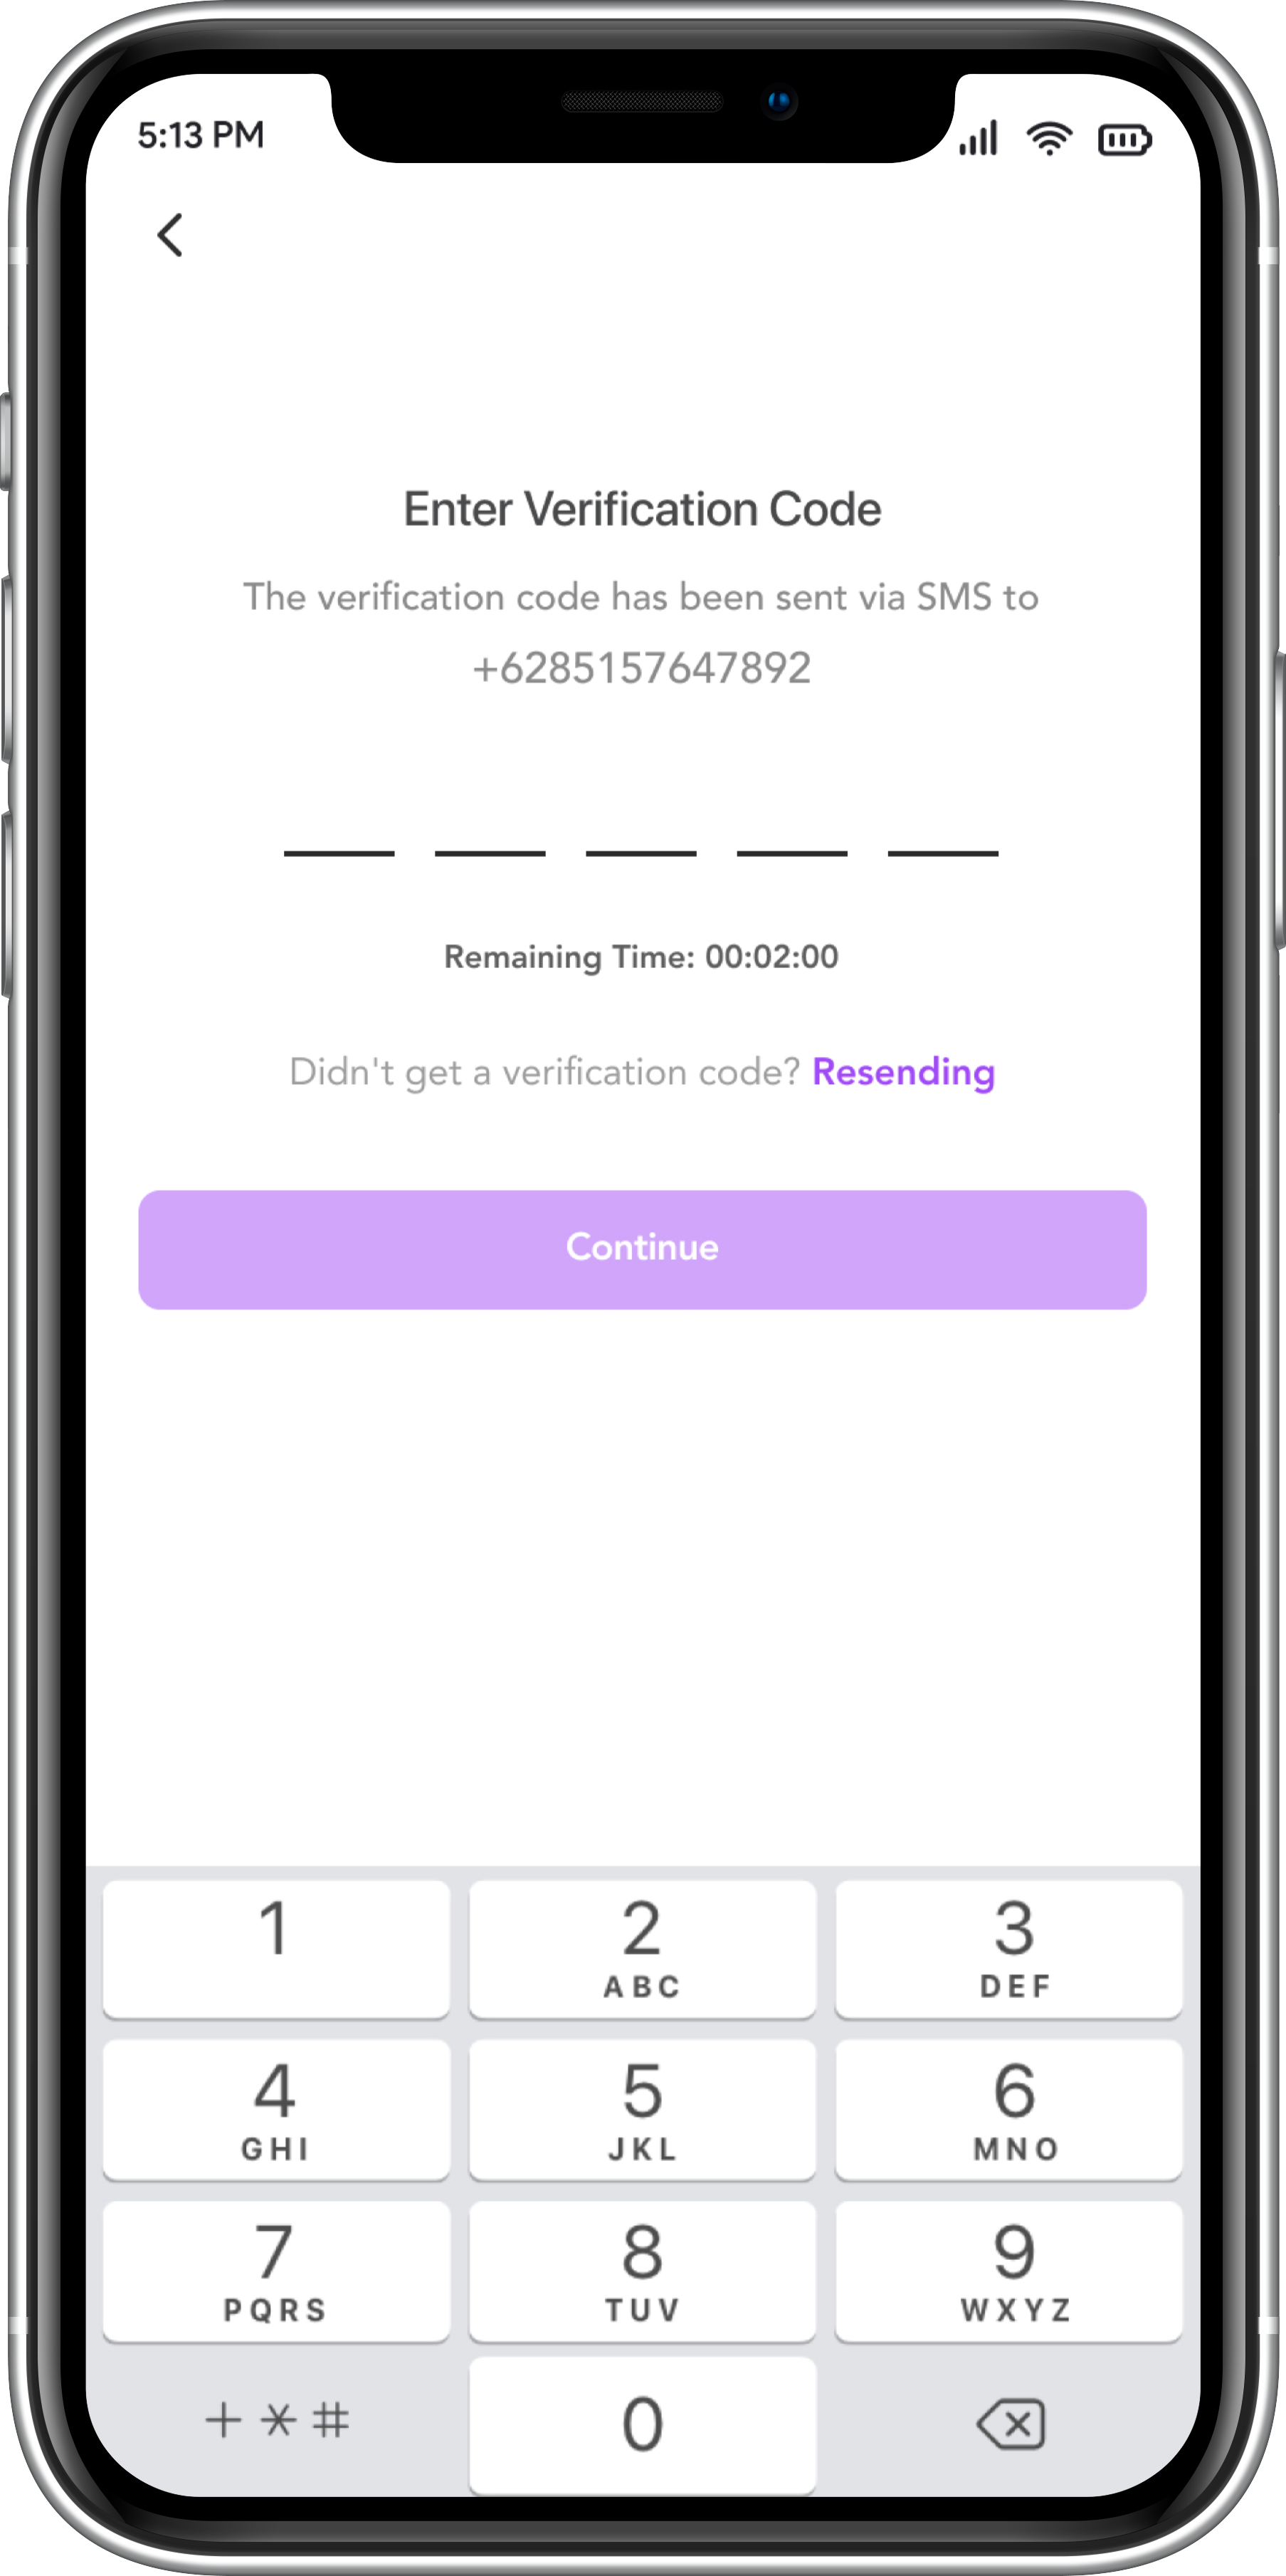 5:13 PM
Enter Verification Code
The verification code has been sent via SMS to
+6285157647892
Remaining Time: 00:02:00
Didn't get a verification code? Resending
Continue
1 2 3
ABC DEF
4 5 6
GHI JKL MNO
7 8 9
PQRS TUV WXYZ
+ * # 0